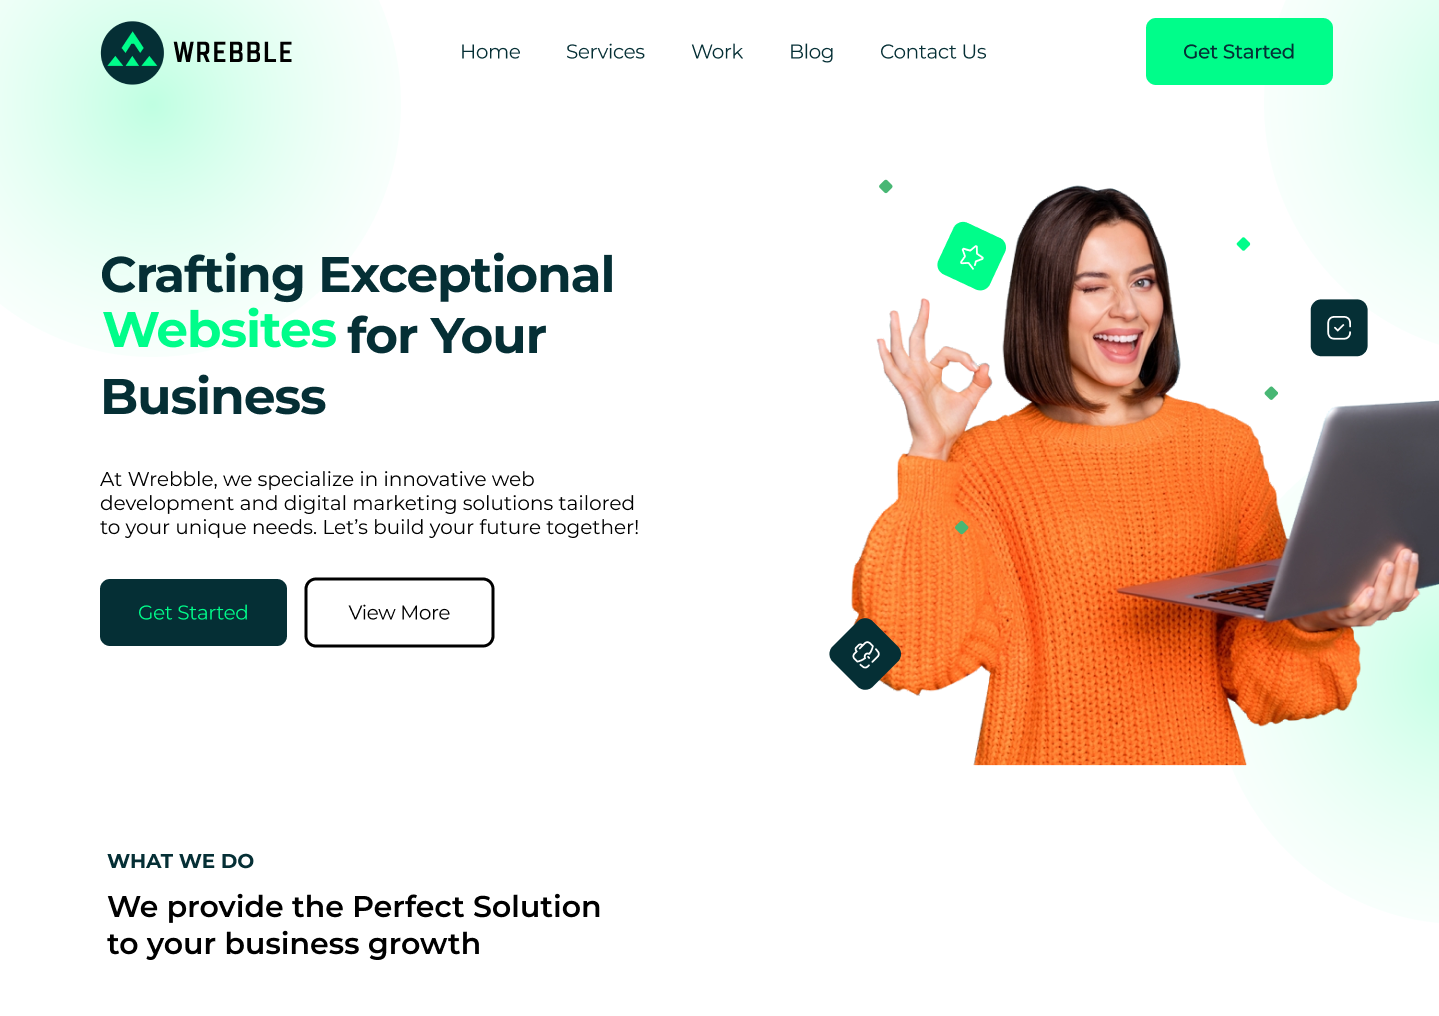 WREBBLE
Home Services Work Blog Contact Us
Get Started
Crafting Exceptional
Websites for Your
Business
At Wrebble, we specialize in innovative web
development and digital marketing solutions tailored
to your unique needs. Let’s build your future together!
Get Started
View More
WHAT WE DO
We provide the Perfect Solution
to your business growth